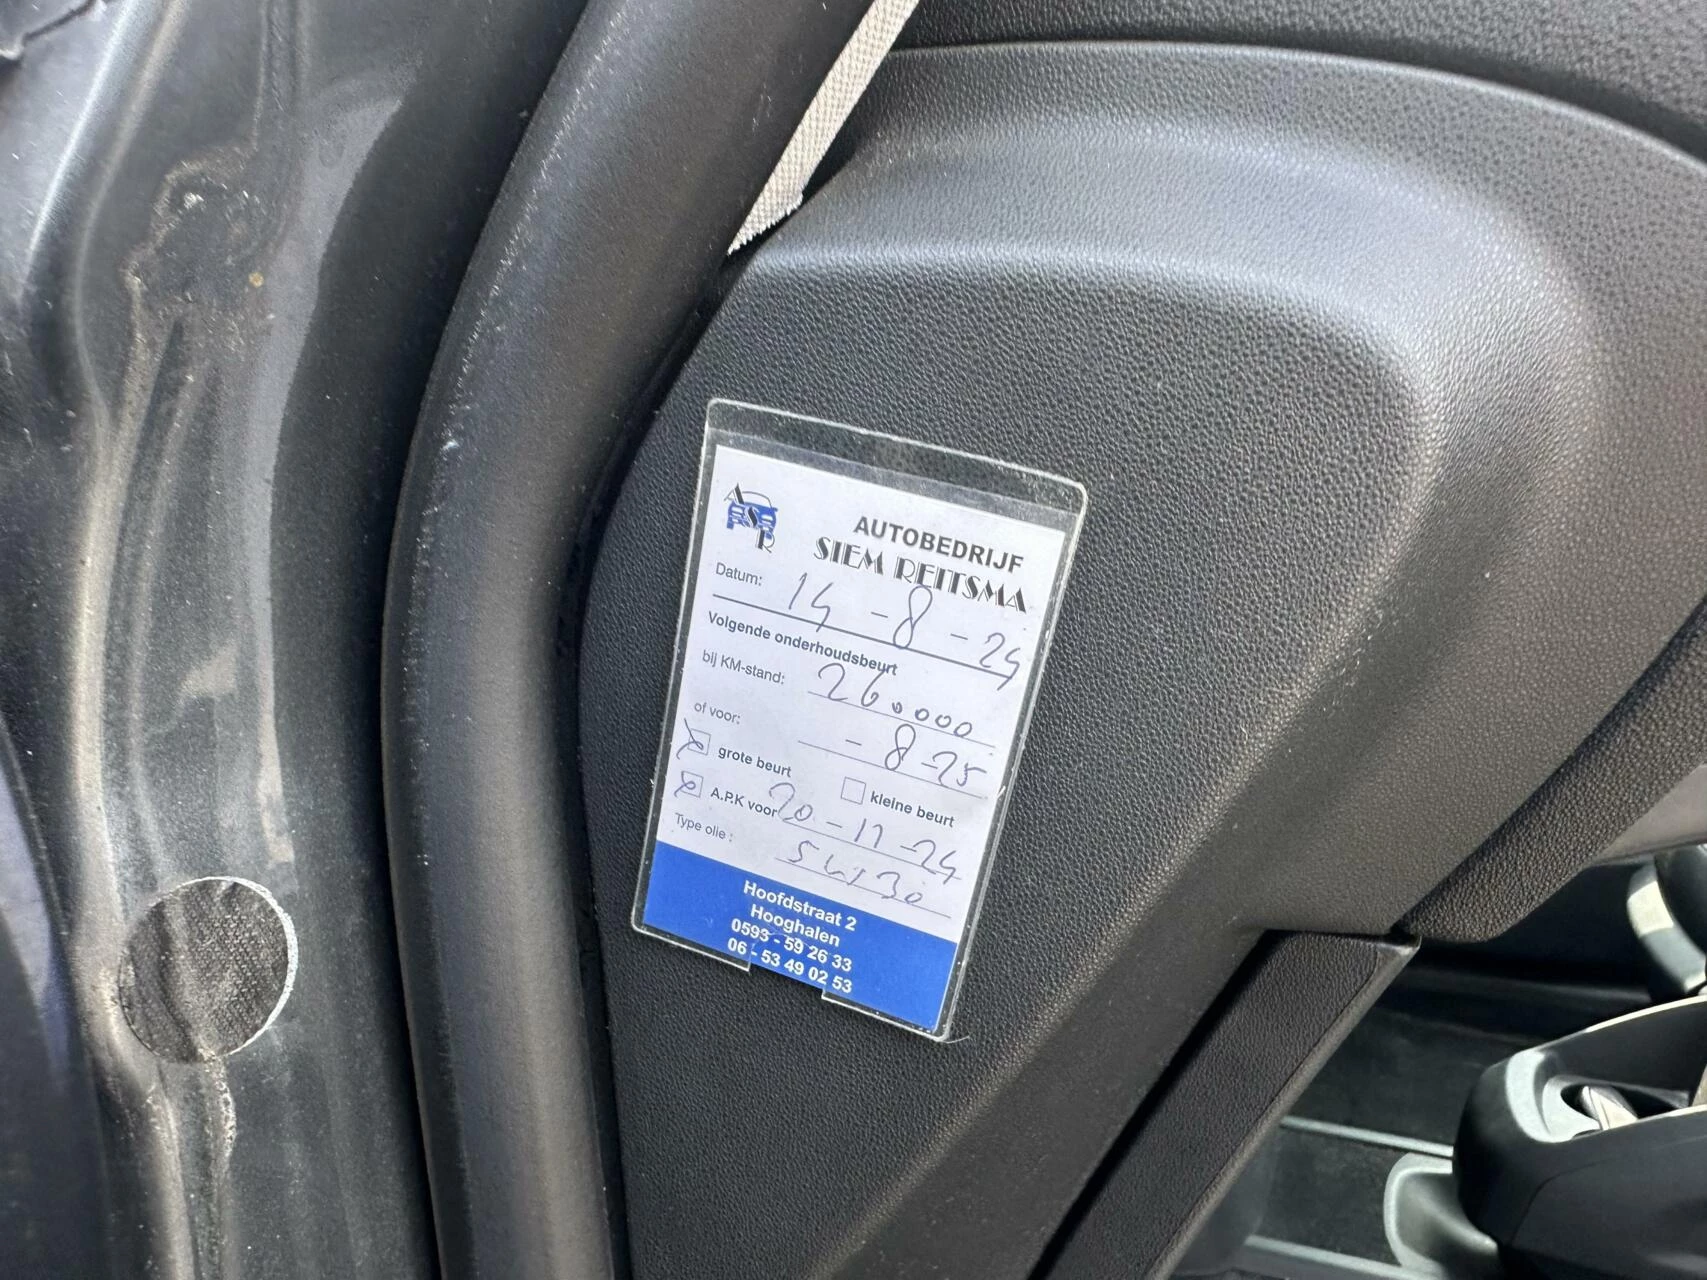 ASR
AUTOBEDRIJF
SIEM REITSMA
Datum: 14-8-24
Volgende onderhoudsbeurt
bij KM-stand: 26.000
of voor: -8-25
grote beurt kleine beurt
A.P.K voor 20-11-24
Type olie: 5w30
Hoofdstraat 2
Hooghalen
0593 - 59 26 33
06 - 53 49 02 53